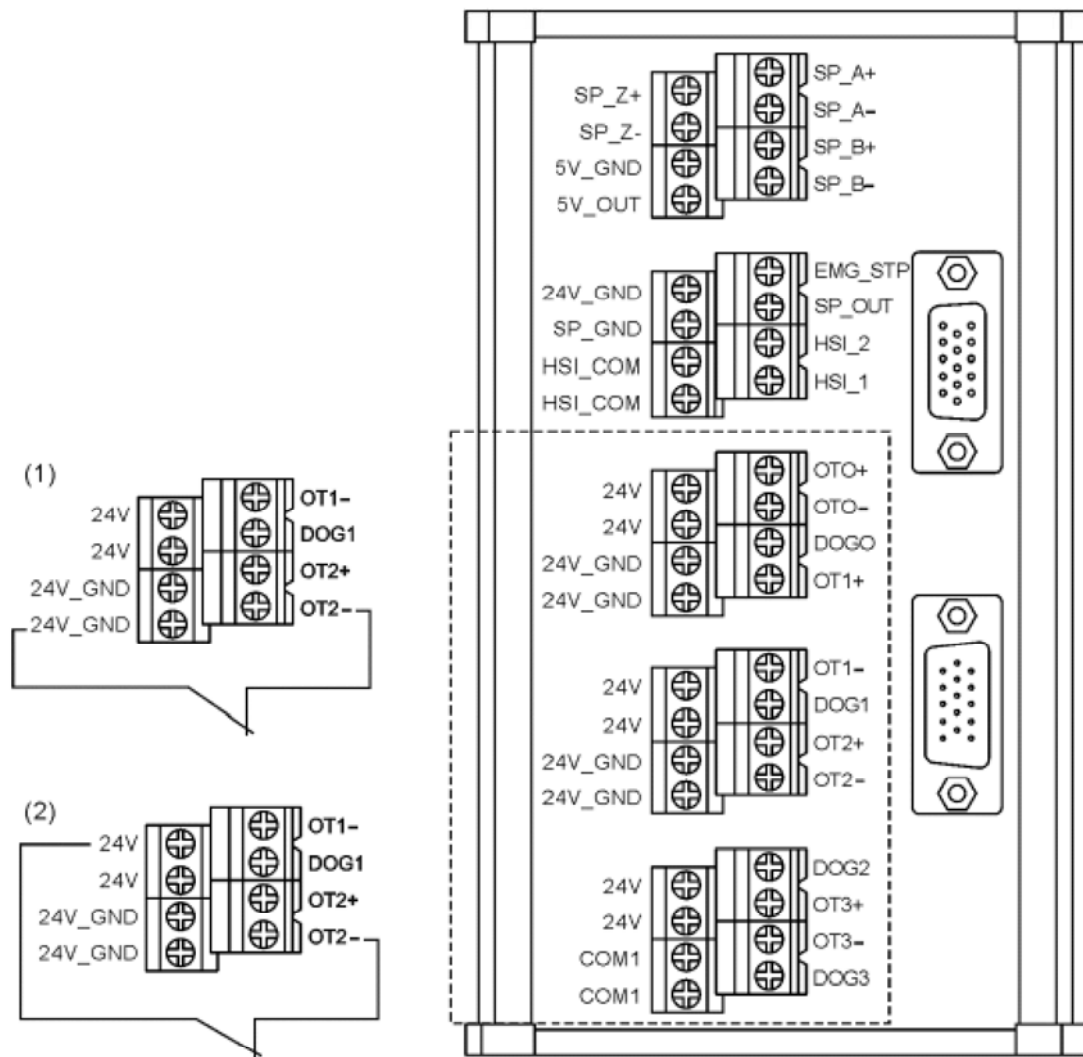 SP_A+
SP_Z+
SP_A-
SP_Z-
SP_B+
5V_GND
SP_B-
5V_OUT
EMG_STP
24V_GND
SP_OUT
SP_GND
HSI_2
HSI_COM
HSI_1
HSI_COM
(1)
OT1-
24V
DOG1
24V
OT2+
24V_GND
OT2-
24V_GND
OTO+
24V
OTO-
24V
DOGO
24V_GND
OT1+
24V_GND
OT1-
24V
DOG1
24V
OT2+
24V_GND
OT2-
24V_GND
(2)
OT1-
24V
DOG1
24V
OT2+
24V_GND
OT2-
24V_GND
DOG2
24V
OT3+
24V
OT3-
COM1
DOG3
COM1